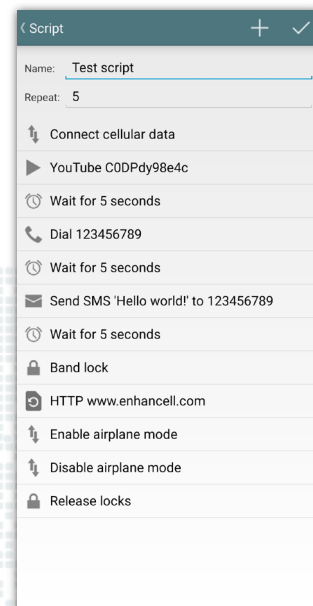 Script
Name: Test script
Repeat: 5
Connect cellular data
YouTube C0DPdy98e4c
Wait for 5 seconds
Dial 123456789
Wait for 5 seconds
Send SMS 'Hello world!' to 123456789
Wait for 5 seconds
Band lock
HTTP www.enhancell.com
Enable airplane mode
Disable airplane mode
Release locks